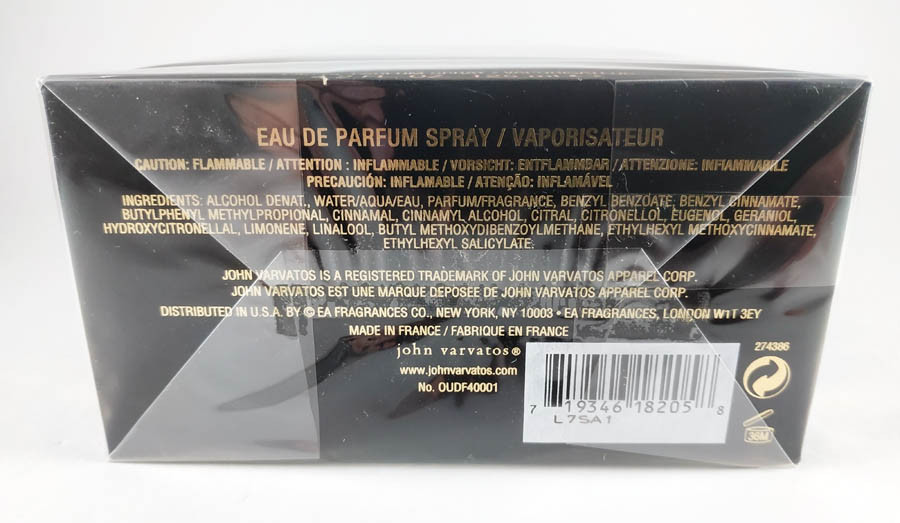 EAU DE PARFUM SPRAY / VAPORISATEUR
CAUTION: FLAMMABLE / ATTENTION : INFLAMMABLE / VORSICHT: ENTFLAMMBAR / ATTENZIONE: INFIAMMABILE
PRECAUCIÓN: INFLAMABLE / ATENÇÃO: INFLAMÁVEL
INGREDIENTS: ALCOHOL DENAT., WATER/AQUA/EAU, PARFUM/FRAGRANCE, BENZYL BENZOATE, BENZYL CINNAMATE,
BUTYLPHENYL METHYLPROPIONAL, CINNAMAL, CINNAMYL ALCOHOL, CITRAL, CITRONELLOL, EUGENOL, GERANIOL,
HYDROXYCITRONELLAL, LIMONENE, LINALOOL, BUTYL METHOXYDIBENZOYLMETHANE, ETHYLHEXYL METHOXYCINNAMATE,
ETHYLHEXYL SALICYLATE.
JOHN VARVATOS IS A REGISTERED TRADEMARK OF JOHN VARVATOS APPAREL CORP.
JOHN VARVATOS EST UNE MARQUE DEPOSEE DE JOHN VARVATOS APPAREL CORP.
DISTRIBUTED IN U.S.A. BY © EA FRAGRANCES CO., NEW YORK, NY 10003 • EA FRAGRANCES, LONDON W1T 3EY
MADE IN FRANCE / FABRIQUE EN FRANCE
john varvatos®
www.johnvarvatos.com
No. OUDF40001
274386
7 19346 18205 8
L7SA1
36M